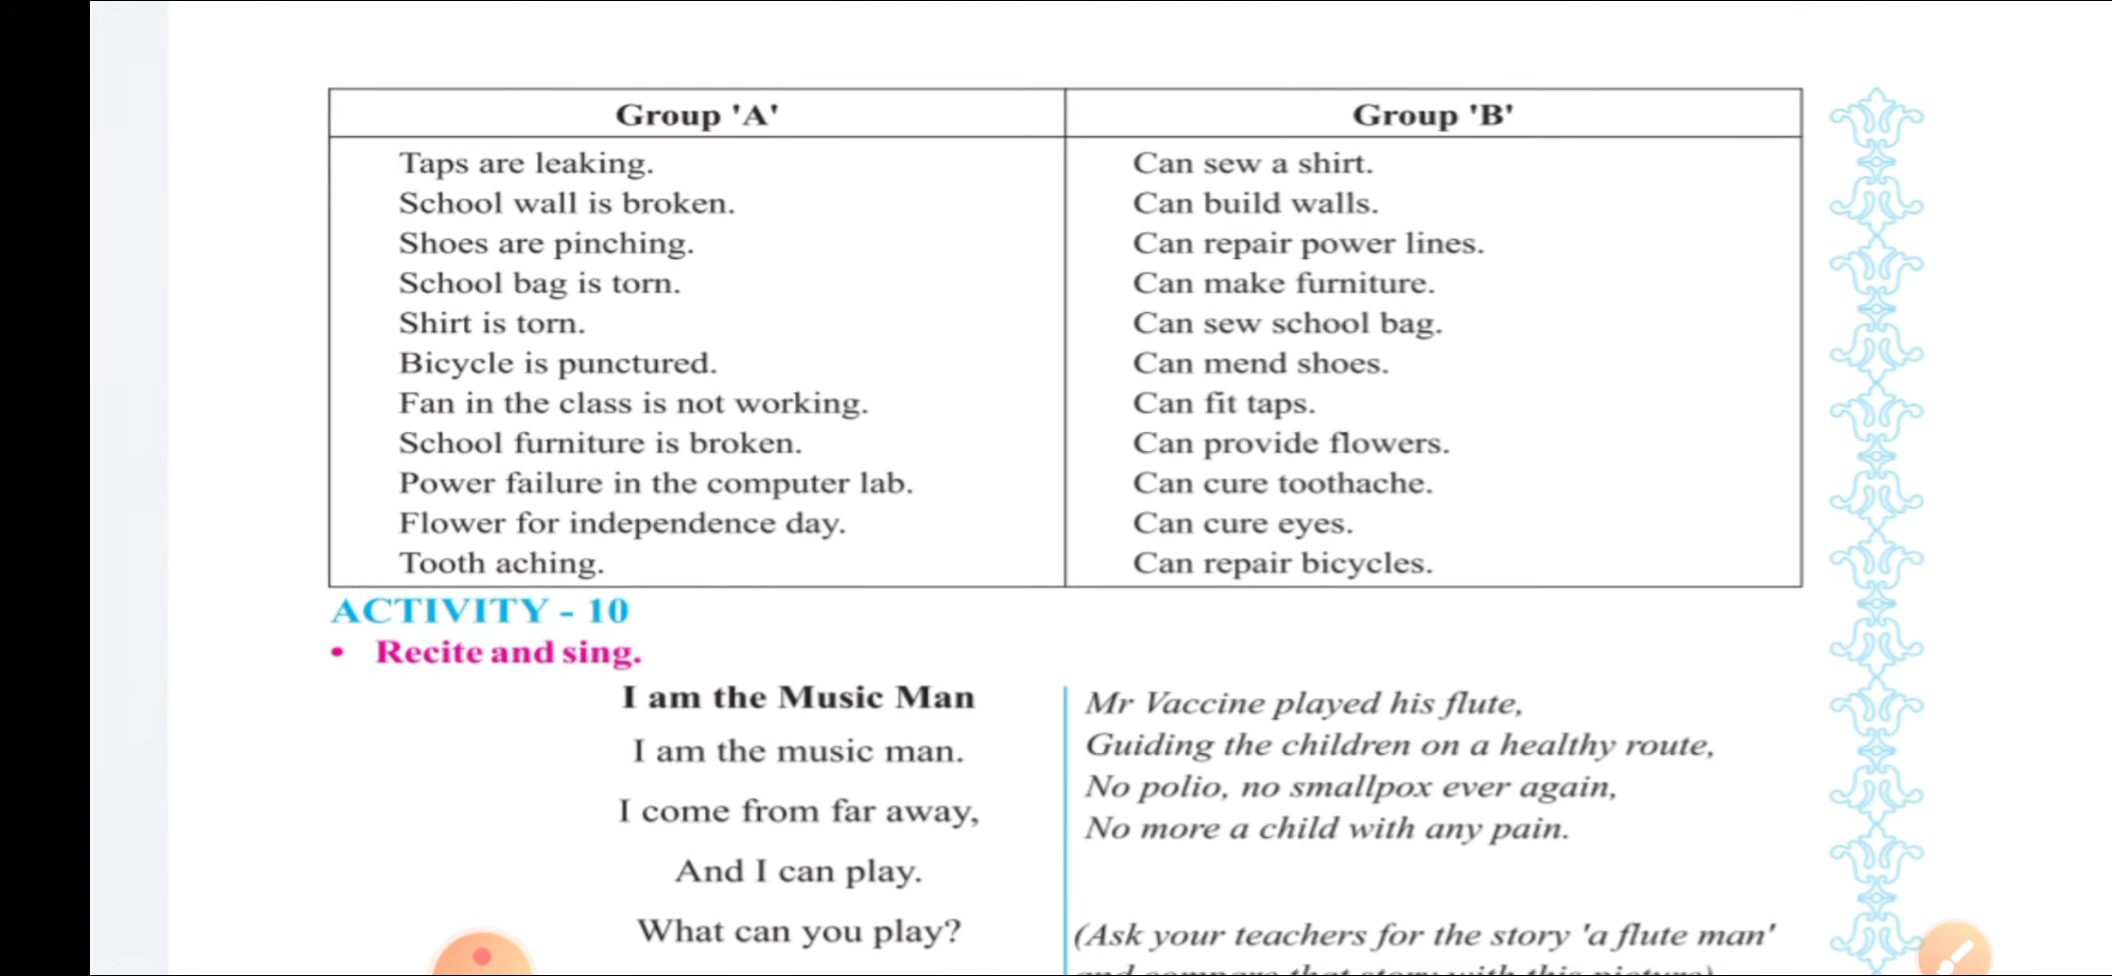 Group 'A'
Group 'B'
Taps are leaking.
School wall is broken.
Shoes are pinching.
School bag is torn.
Shirt is torn.
Bicycle is punctured.
Fan in the class is not working.
School furniture is broken.
Power failure in the computer lab.
Flower for independence day.
Tooth aching.
Can sew a shirt.
Can build walls.
Can repair power lines.
Can make furniture.
Can sew school bag.
Can mend shoes.
Can fit taps.
Can provide flowers.
Can cure toothache.
Can cure eyes.
Can repair bicycles.
ACTIVITY - 10
• Recite and sing.
I am the Music Man
I am the music man.
I come from far away,
And I can play.
What can you play?
Mr Vaccine played his flute,
Guiding the children on a healthy route,
No polio, no smallpox ever again,
No more a child with any pain.
(Ask your teachers for the story 'a flute man'
and compare that story with this picture)